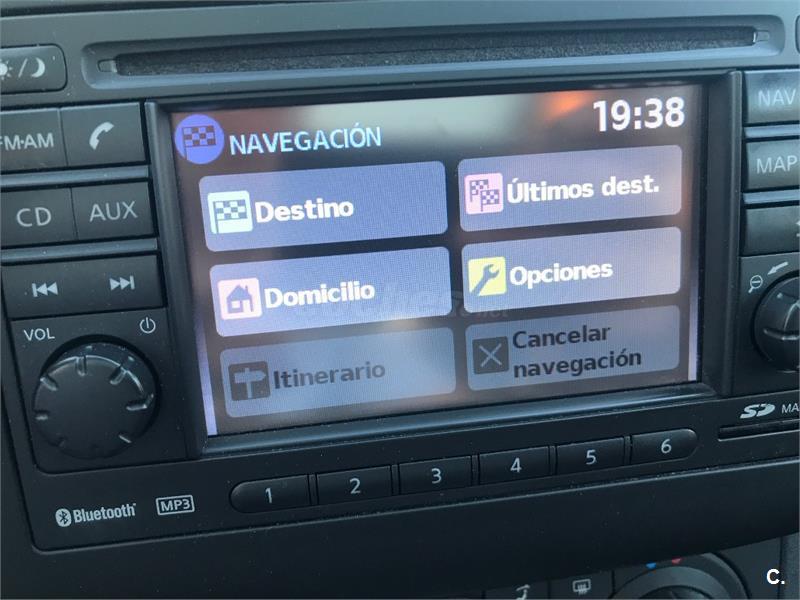 NAVEGACIÓN
19:38
Destino
Últimos dest.
Domicilio
Opciones
Itinerario
Cancelar
navegación
FM·AM
CD
AUX
VOL
NAV
MAP
1
2
3
4
5
6
Bluetooth
MP3
SD
MA
C.